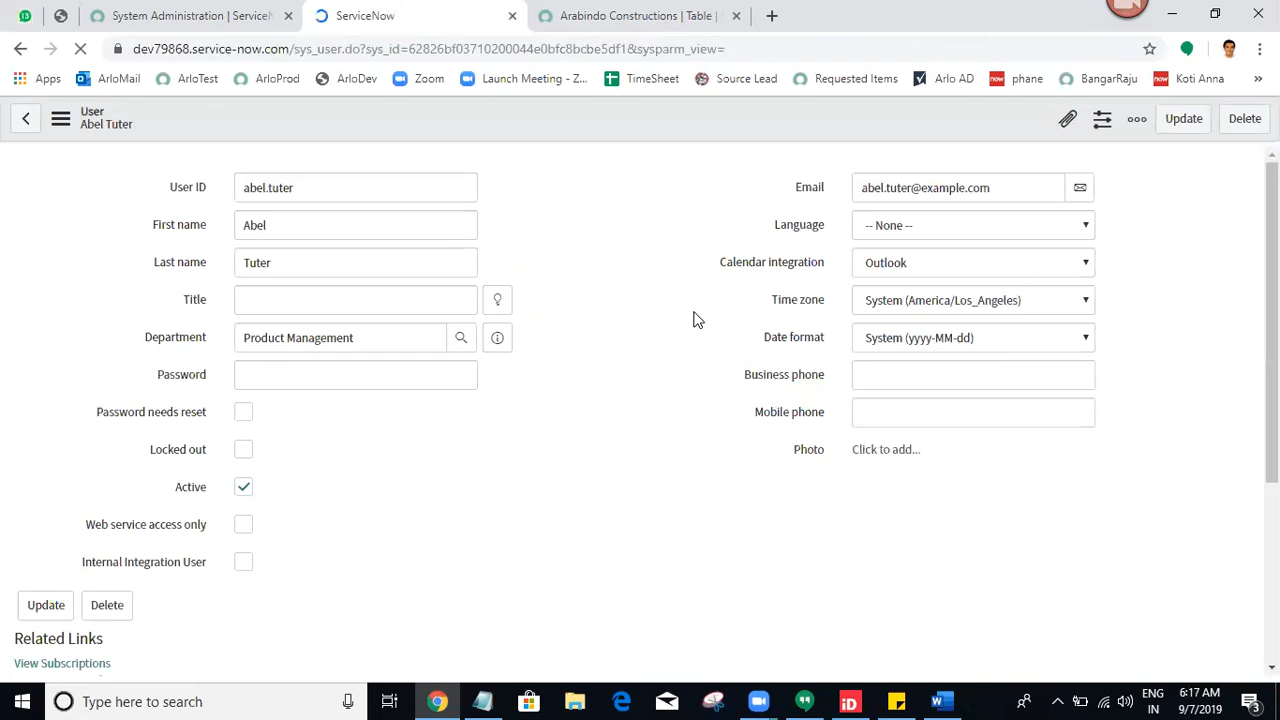 System Administration | ServiceN
ServiceNow
Arabindo Constructions | Table |
dev79868.service-now.com/sys_user.do?sys_id=62826bf03710200044e0bfc8bcbe5df1&sysparm_view=
Apps
ArloMail
ArloTest
ArloProd
ArloDev
Zoom
Launch Meeting - Z...
TimeSheet
Source Lead
Requested Items
Arlo AD
now phane
BangarRaju
now Koti Anna
»
User
Abel Tuter
Update
Delete
User ID abel.tuter
First name Abel
Last name Tuter
Title
Department Product Management
Password
Password needs reset
Locked out
Active
Web service access only
Internal Integration User
Email abel.tuter@example.com
Language -- None --
Calendar integration Outlook
Time zone System (America/Los_Angeles)
Date format System (yyyy-MM-dd)
Business phone
Mobile phone
Photo Click to add...
Update Delete
Related Links
View Subscriptions
Type here to search
iD
ENG
IN
6:17 AM
9/7/2019
3